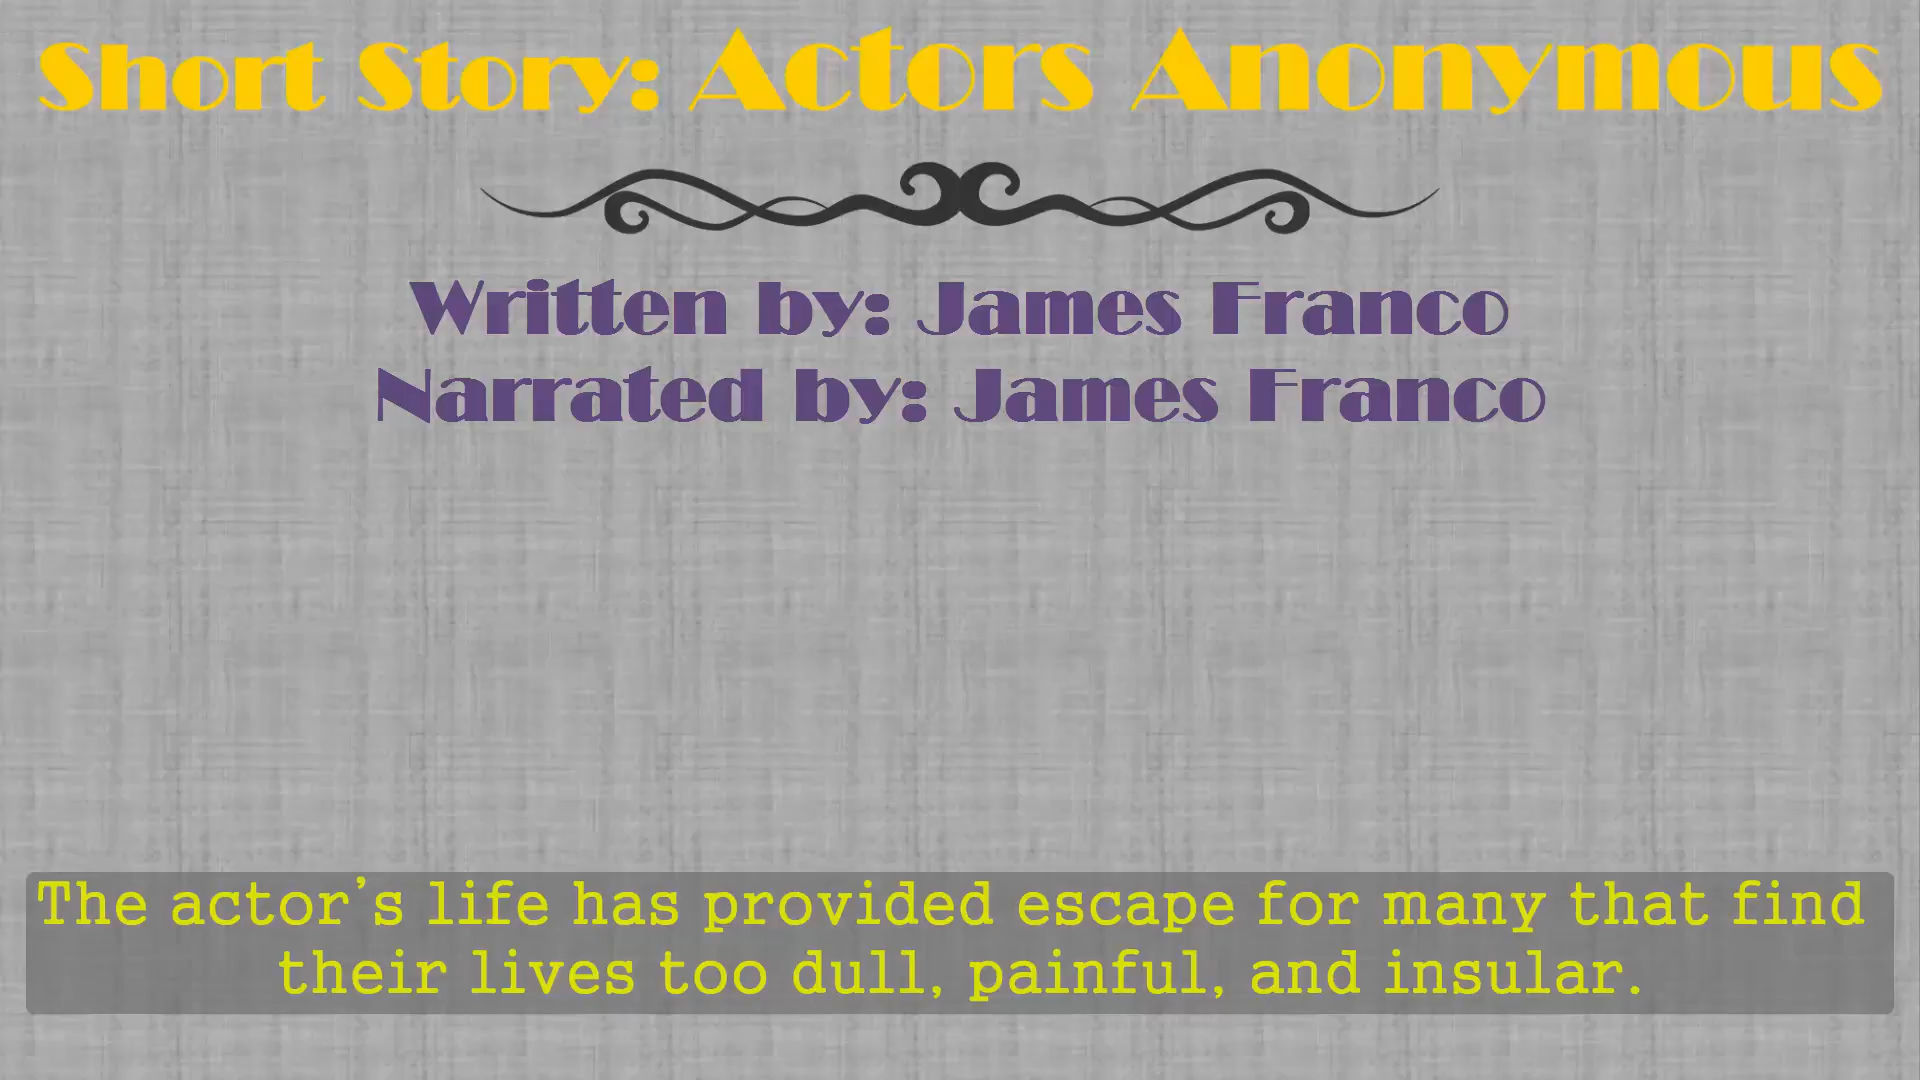 Short Story: Actors Anonymous
Written by: James Franco
Narrated by: James Franco
The actor's life has provided escape for many that find
their lives too dull, painful, and insular.